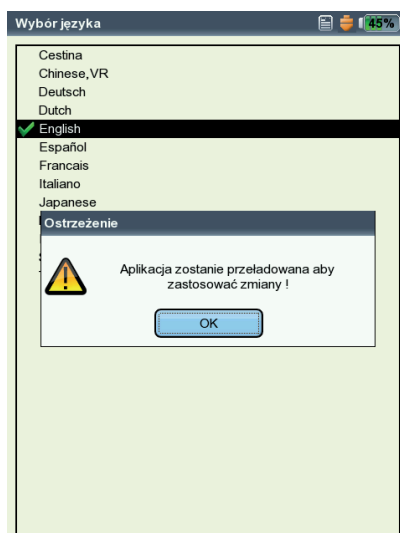 Wybór języka
45%
Cestina
Chinese,VR
Deutsch
Dutch
English
Español
Francais
Italiano
Japanese
Ostrzeżenie
Aplikacja zostanie przeładowana aby
zastosować zmiany !
OK